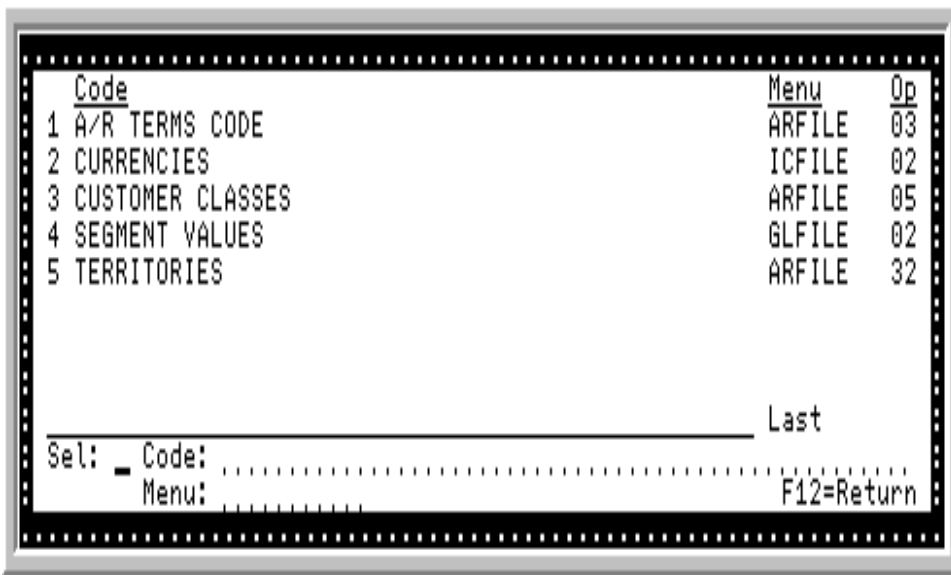 Code Menu Op
1 A/R TERMS CODE ARFILE 03
2 CURRENCIES ICFILE 02
3 CUSTOMER CLASSES ARFILE 05
4 SEGMENT VALUES GLFILE 02
5 TERRITORIES ARFILE 32
Last
Sel: _ Code:
Menu: F12=Return